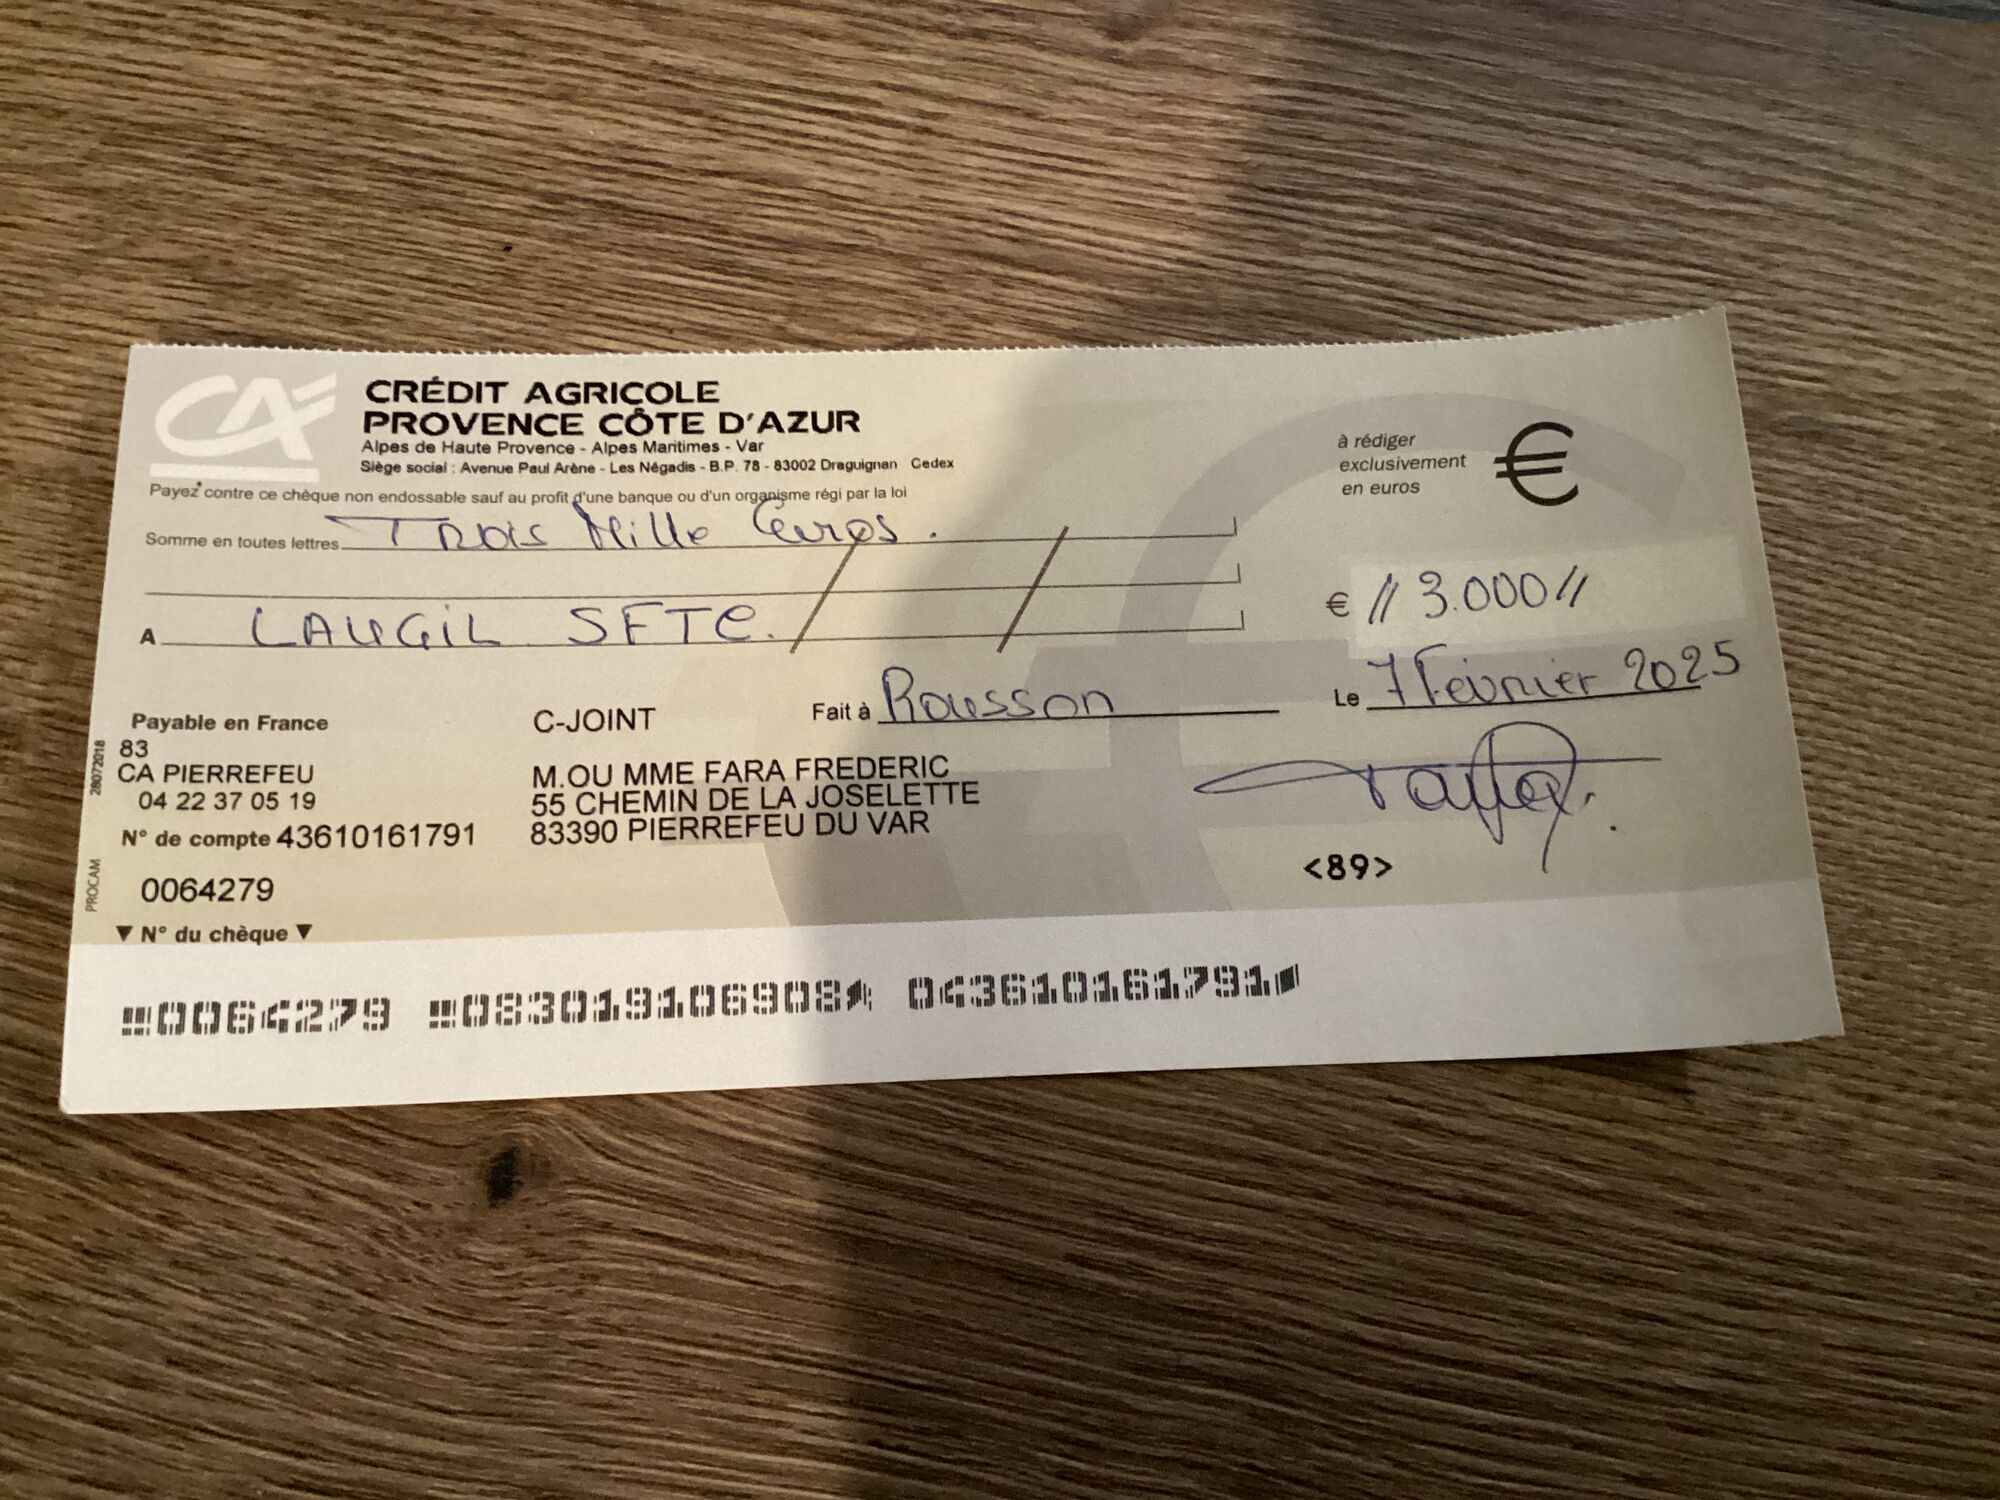 CA
CRÉDIT AGRICOLE
PROVENCE CÔTE D'AZUR
Alpes de Haute Provence - Alpes Maritimes - Var
Siège social : Avenue Paul Arène - Les Négadis - B.P. 78 - 83002 Draguignan Cedex
à rédiger
exclusivement
en euros
€
Payez contre ce chèque non endossable sauf au profit d'une banque ou d'un organisme régi par la loi
Somme en toutes lettres Trois Mille Euros.
€ // 3.000 //
A LAUGIL SETE.
Fait à Rousson
Le 7 Février 2025
Payable en France
C-JOINT
83
CA PIERREFEU
04 22 37 05 19
M.OU MME FARA FREDERIC
55 CHEMIN DE LA JOSELETTE
83390 PIERREFEU DU VAR
N° de compte 43610161791
<89>
0064279
▼ N° du chèque ▼
28072018
PROCAM
0064279 083019106908 043610161791